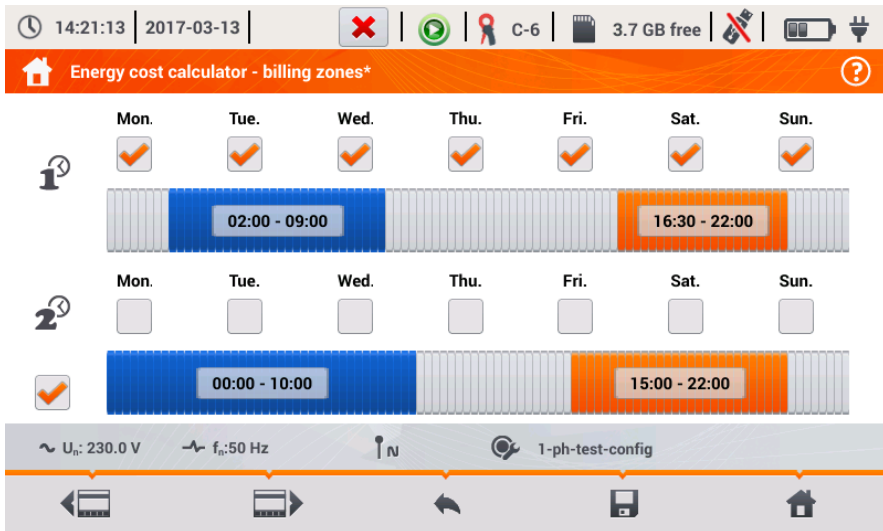 14:21:13 2017-03-13 C-6 3.7 GB free
Energy cost calculator - billing zones* ?
Mon. Tue. Wed. Thu. Fri. Sat. Sun.
1
02:00 - 09:00 16:30 - 22:00
Mon. Tue. Wed. Thu. Fri. Sat. Sun.
2
00:00 - 10:00 15:00 - 22:00
Un: 230.0 V fn:50 Hz N 1-ph-test-config